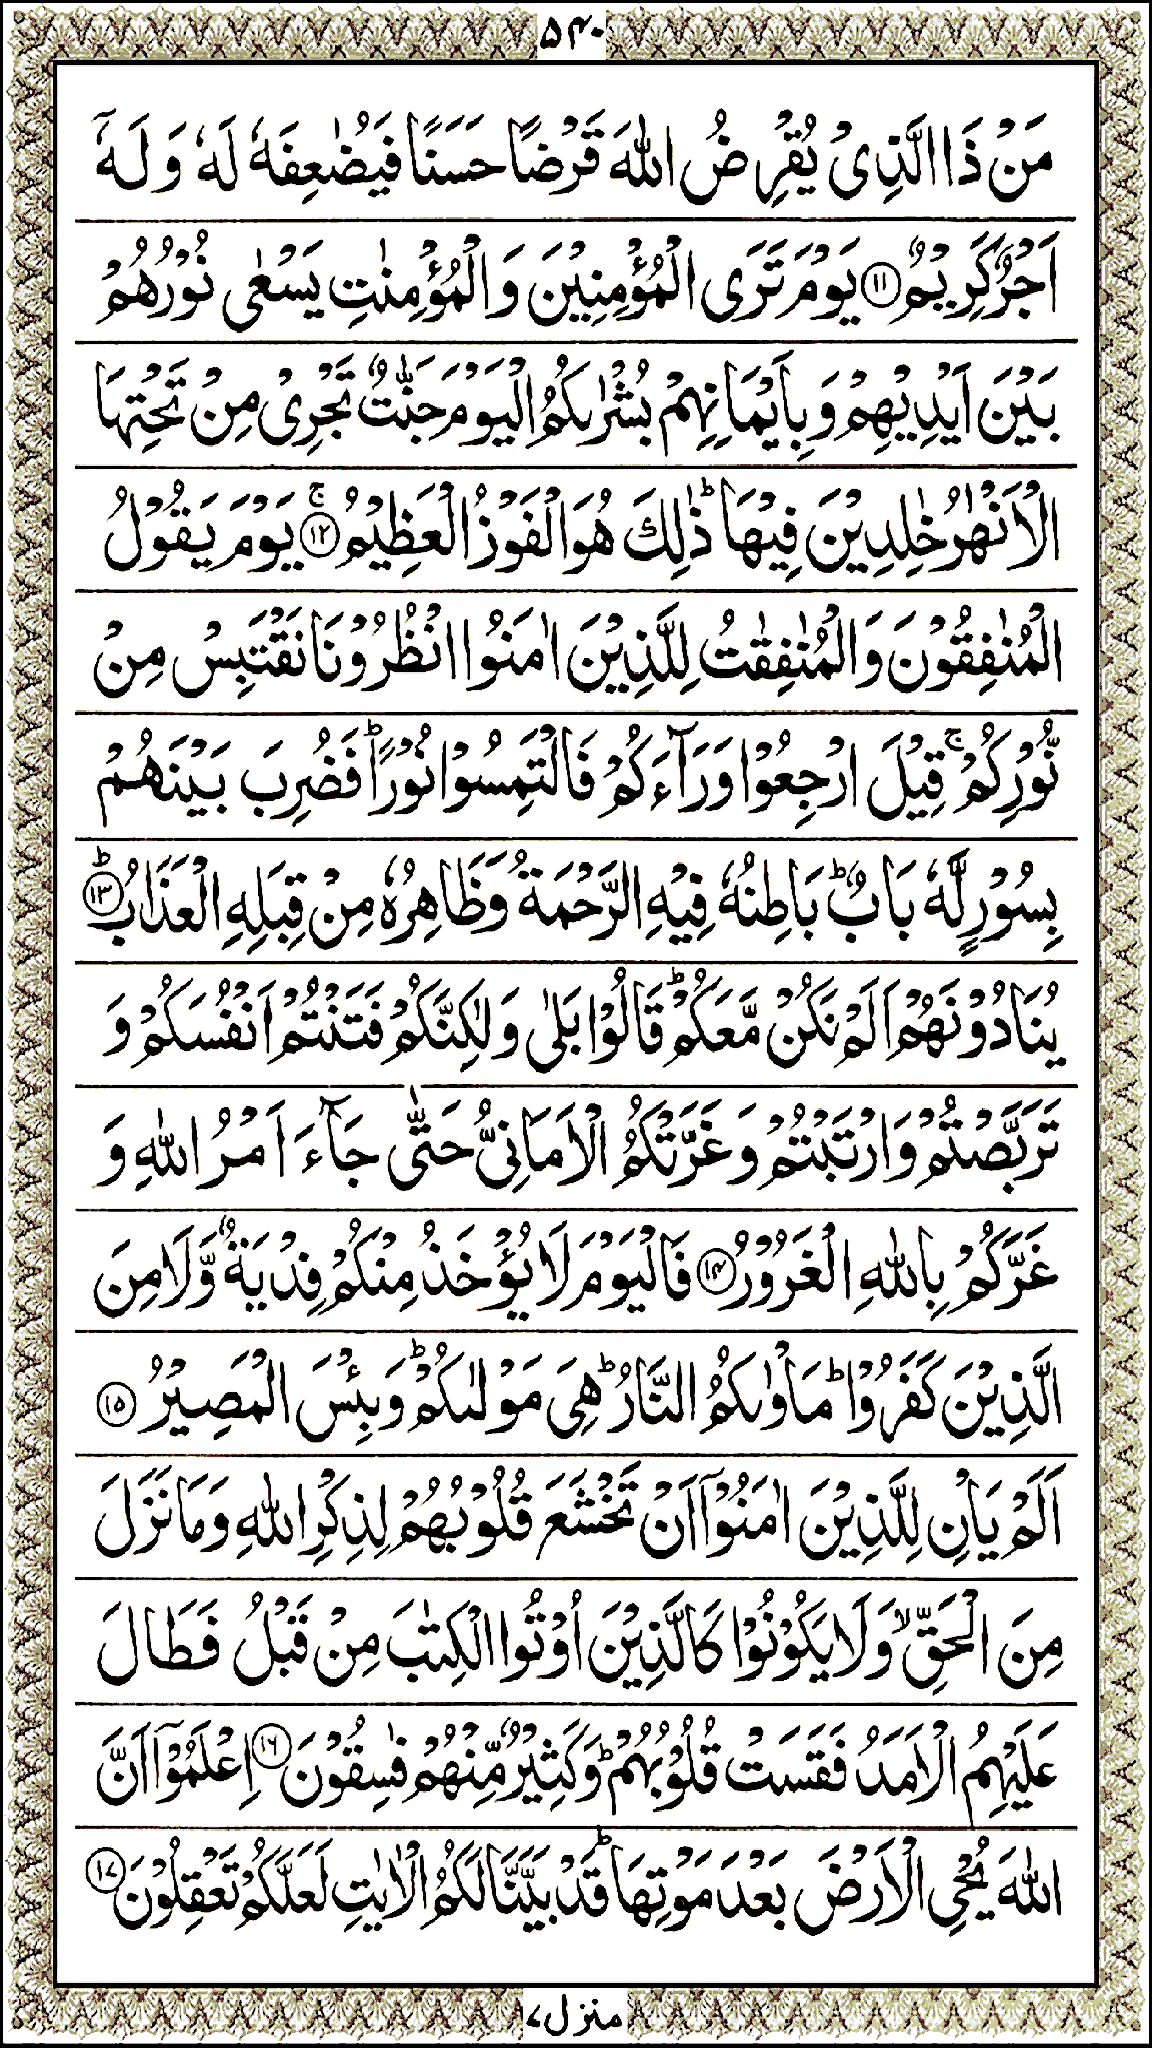 ۵۴۰
مَنْ ذَا الَّذِیْ یُقْرِضُ اللّٰهَ قَرْضًا حَسَنًا فَیُضٰعِفَهٗ لَهٗ وَ لَهٗۤ
اَجْرٌ كَرِیْمٌ ۱۱ یَوْمَ تَرَی الْمُؤْمِنِیْنَ وَ الْمُؤْمِنٰتِ یَسْعٰی نُوْرُهُمْ
بَیْنَ اَیْدِیْهِمْ وَ بِاَیْمَانِهِمْ بُشْرٰىكُمُ الْیَوْمَ جَنّٰتٌ تَجْرِیْ مِنْ تَحْتِهَا
الْاَنْهٰرُ خٰلِدِیْنَ فِیْهَاؕ ذٰلِكَ هُوَ الْفَوْزُ الْعَظِیْمُۚ ۱۲ یَوْمَ یَقُوْلُ
الْمُنٰفِقُوْنَ وَ الْمُنٰفِقٰتُ لِلَّذِیْنَ اٰمَنُوا انْظُرُوْنَا نَقْتَبِسْ مِنْ
نُّوْرِكُمْۚ قِیْلَ ارْجِعُوْا وَرَآءَكُمْ فَالْتَمِسُوْا نُوْرًاؕ فَضُرِبَ بَیْنَهُمْ
بِسُوْرٍ لَّهٗ بَابٌؕ بَاطِنُهٗ فِیْهِ الرَّحْمَةُ وَ ظَاهِرُهٗ مِنْ قِبَلِهِ الْعَذَابُؕ ۱۳
یُنَادُوْنَهُمْ اَلَمْ نَكُنْ مَّعَكُمْؕ قَالُوْا بَلٰی وَ لٰكِنَّكُمْ فَتَنْتُمْ اَنْفُسَكُمْ وَ
تَرَبَّصْتُمْ وَ ارْتَبْتُمْ وَ غَرَّتْكُمُ الْاَمَانِیُّ حَتّٰی جَآءَ اَمْرُ اللّٰهِ وَ
غَرَّكُمْ بِاللّٰهِ الْغَرُوْرُ ۱۴ فَالْیَوْمَ لَا یُؤْخَذُ مِنْكُمْ فِدْیَةٌ وَّ لَا مِنَ
الَّذِیْنَ كَفَرُوْاؕ مَاْوٰىكُمُ النَّارُؕ هِیَ مَوْلٰىكُمْؕ وَ بِئْسَ الْمَصِیْرُ ۱۵
اَلَمْ یَاْنِ لِلَّذِیْنَ اٰمَنُوْۤا اَنْ تَخْشَعَ قُلُوْبُهُمْ لِذِكْرِ اللّٰهِ وَ مَا نَزَلَ
مِنَ الْحَقِّۙ وَ لَا یَكُوْنُوْا كَالَّذِیْنَ اُوْتُوا الْكِتٰبَ مِنْ قَبْلُ فَطَالَ
عَلَیْهِمُ الْاَمَدُ فَقَسَتْ قُلُوْبُهُمْؕ وَ كَثِیْرٌ مِّنْهُمْ فٰسِقُوْنَ ۱۶ اِعْلَمُوْۤا اَنَّ
اللّٰهَ یُحْیِ الْاَرْضَ بَعْدَ مَوْتِهَاؕ قَدْ بَیَّنَّا لَكُمُ الْاٰیٰتِ لَعَلَّكُمْ تَعْقِلُوْنَ ۱۷
منزل ۷